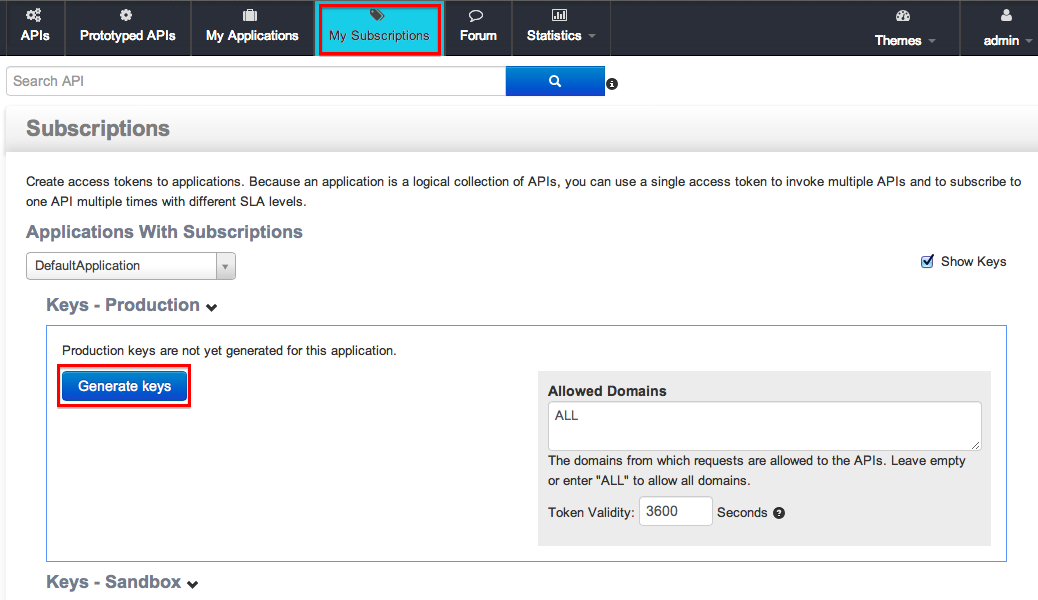 APIs
Prototyped APIs
My Applications
My Subscriptions
Forum
Statistics
Themes
admin
Search API
Subscriptions
Create access tokens to applications. Because an application is a logical collection of APIs, you can use a single access token to invoke multiple APIs and to subscribe to
one API multiple times with different SLA levels.
Applications With Subscriptions
DefaultApplication
Show Keys
Keys - Production
Production keys are not yet generated for this application.
Generate keys
Allowed Domains
ALL
The domains from which requests are allowed to the APIs. Leave empty
or enter "ALL" to allow all domains.
Token Validity: 3600 Seconds
Keys - Sandbox